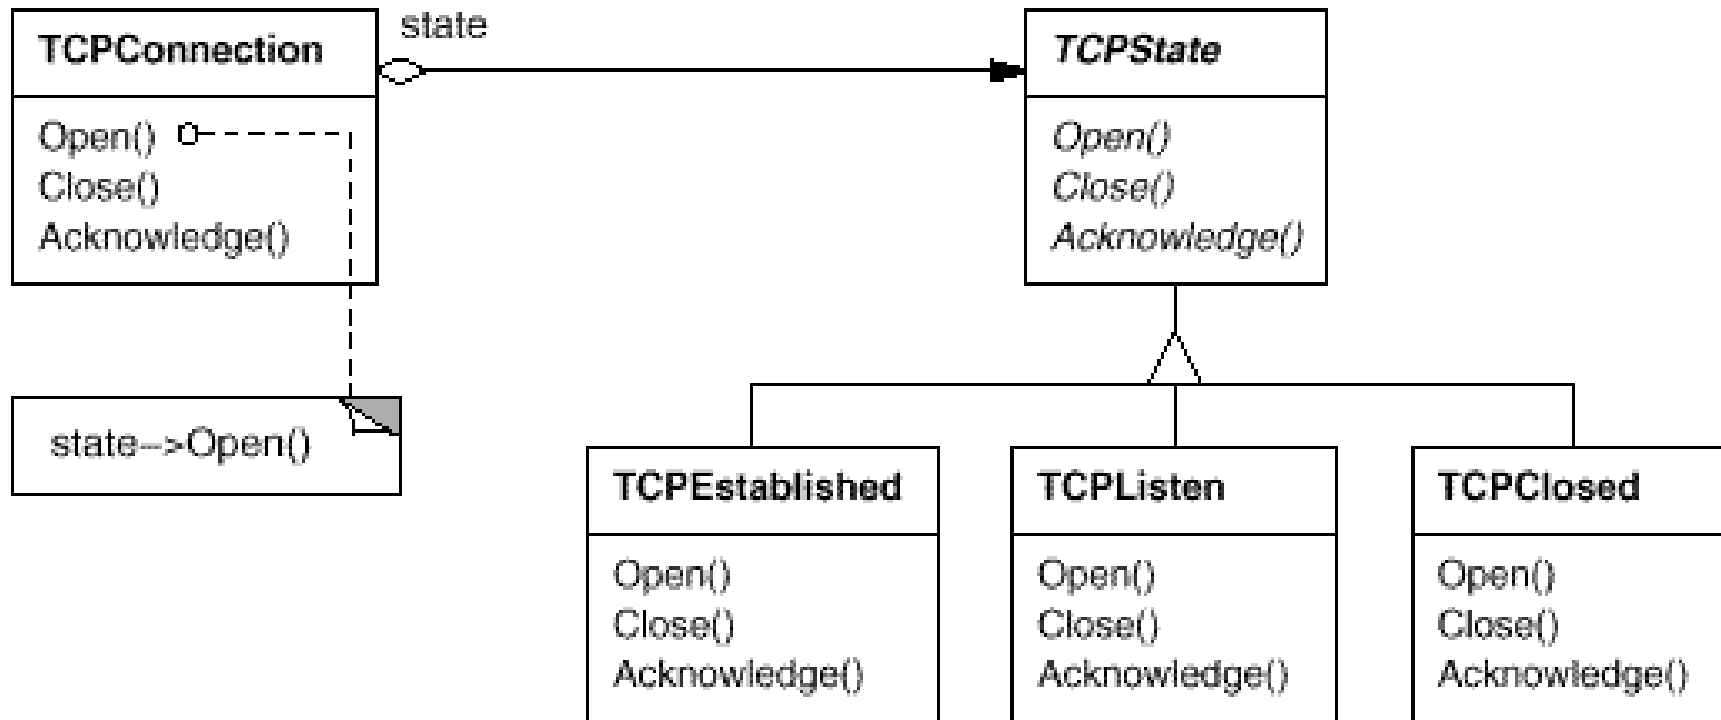 TCPConnection
Open()
Close()
Acknowledge()
state
TCPState
Open()
Close()
Acknowledge()
state-->Open()
TCPEstablished
Open()
Close()
Acknowledge()
TCPListen
Open()
Close()
Acknowledge()
TCPClosed
Open()
Close()
Acknowledge()